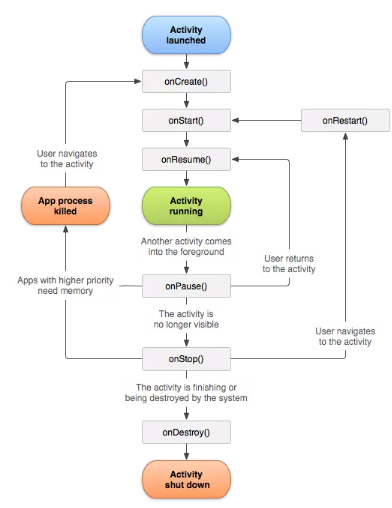 Activity
launched
onCreate()
onStart()
onRestart()
User navigates
to the activity
onResume()
App process
killed
Activity
running
Another activity comes
into the foreground
User returns
to the activity
Apps with higher priority
need memory
onPause()
The activity is
no longer visible
User navigates
to the activity
onStop()
The activity is finishing or
being destroyed by the system
onDestroy()
Activity
shut down